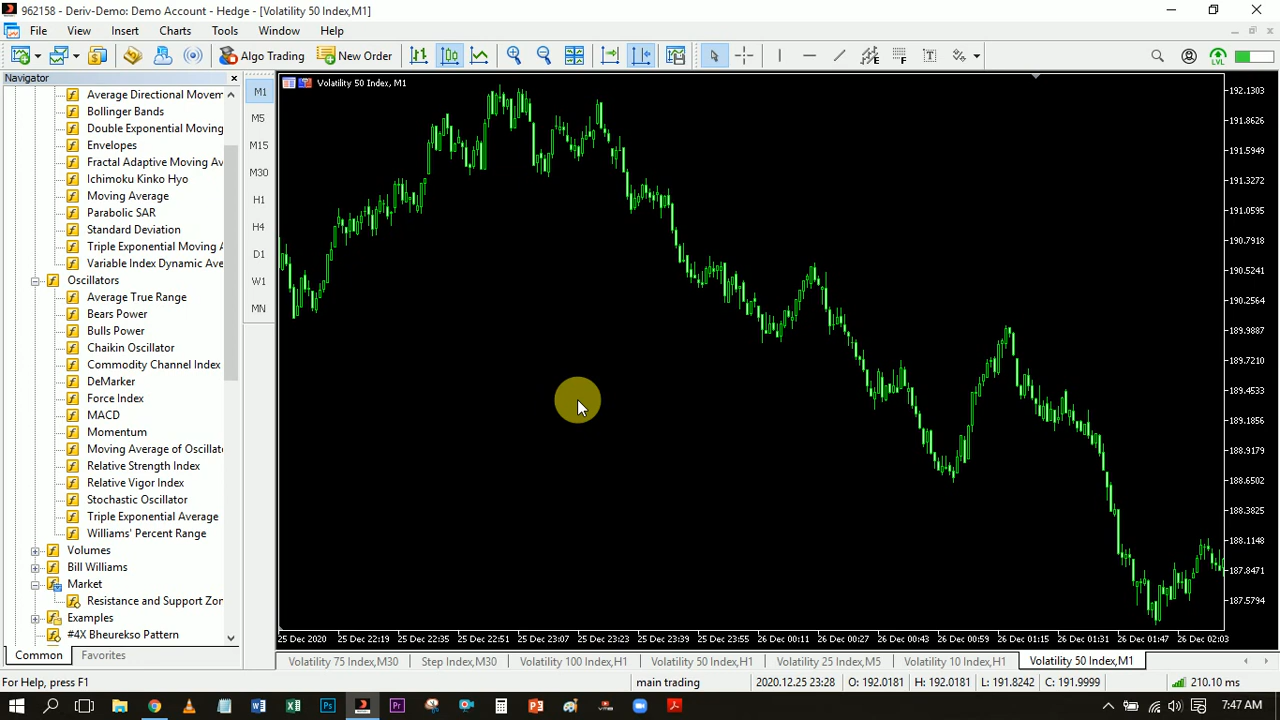 962158 - Deriv-Demo: Demo Account - Hedge - [Volatility 50 Index,M1]
File View Insert Charts Tools Window Help
Algo Trading New Order E F T LVL
Navigator
Average Directional Movem
Bollinger Bands
Double Exponential Moving
Envelopes
Fractal Adaptive Moving Av
Ichimoku Kinko Hyo
Moving Average
Parabolic SAR
Standard Deviation
Triple Exponential Moving A
Variable Index Dynamic Ave
Oscillators
Average True Range
Bears Power
Bulls Power
Chaikin Oscillator
Commodity Channel Index
DeMarker
Force Index
MACD
Momentum
Moving Average of Oscillato
Relative Strength Index
Relative Vigor Index
Stochastic Oscillator
Triple Exponential Average
Williams' Percent Range
Volumes
Bill Williams
Market
Resistance and Support Zon
Examples
#4X Bheurekso Pattern
Common Favorites
M1
M5
M15
M30
H1
H4
D1
W1
MN
Volatility 50 Index, M1
192.1303
191.8626
191.5949
191.3272
191.0595
190.7918
190.5241
190.2564
189.9887
189.7210
189.4533
189.1856
188.9179
188.6502
188.3825
188.1148
187.8471
187.5794
25 Dec 2020 25 Dec 22:19 25 Dec 22:35 25 Dec 22:51 25 Dec 23:07 25 Dec 23:23 25 Dec 23:39 25 Dec 23:55 26 Dec 00:11 26 Dec 00:27 26 Dec 00:43 26 Dec 00:59 26 Dec 01:15 26 Dec 01:31 26 Dec 01:47 26 Dec 02:03
Volatility 75 Index,M30 Step Index,M30 Volatility 100 Index,H1 Volatility 50 Index,H1 Volatility 25 Index,M5 Volatility 10 Index,H1 Volatility 50 Index,M1
For Help, press F1 main trading 2020.12.25 23:28 O: 192.0181 H: 192.0181 L: 191.8242 C: 191.9999 210.10 ms
7:47 AM